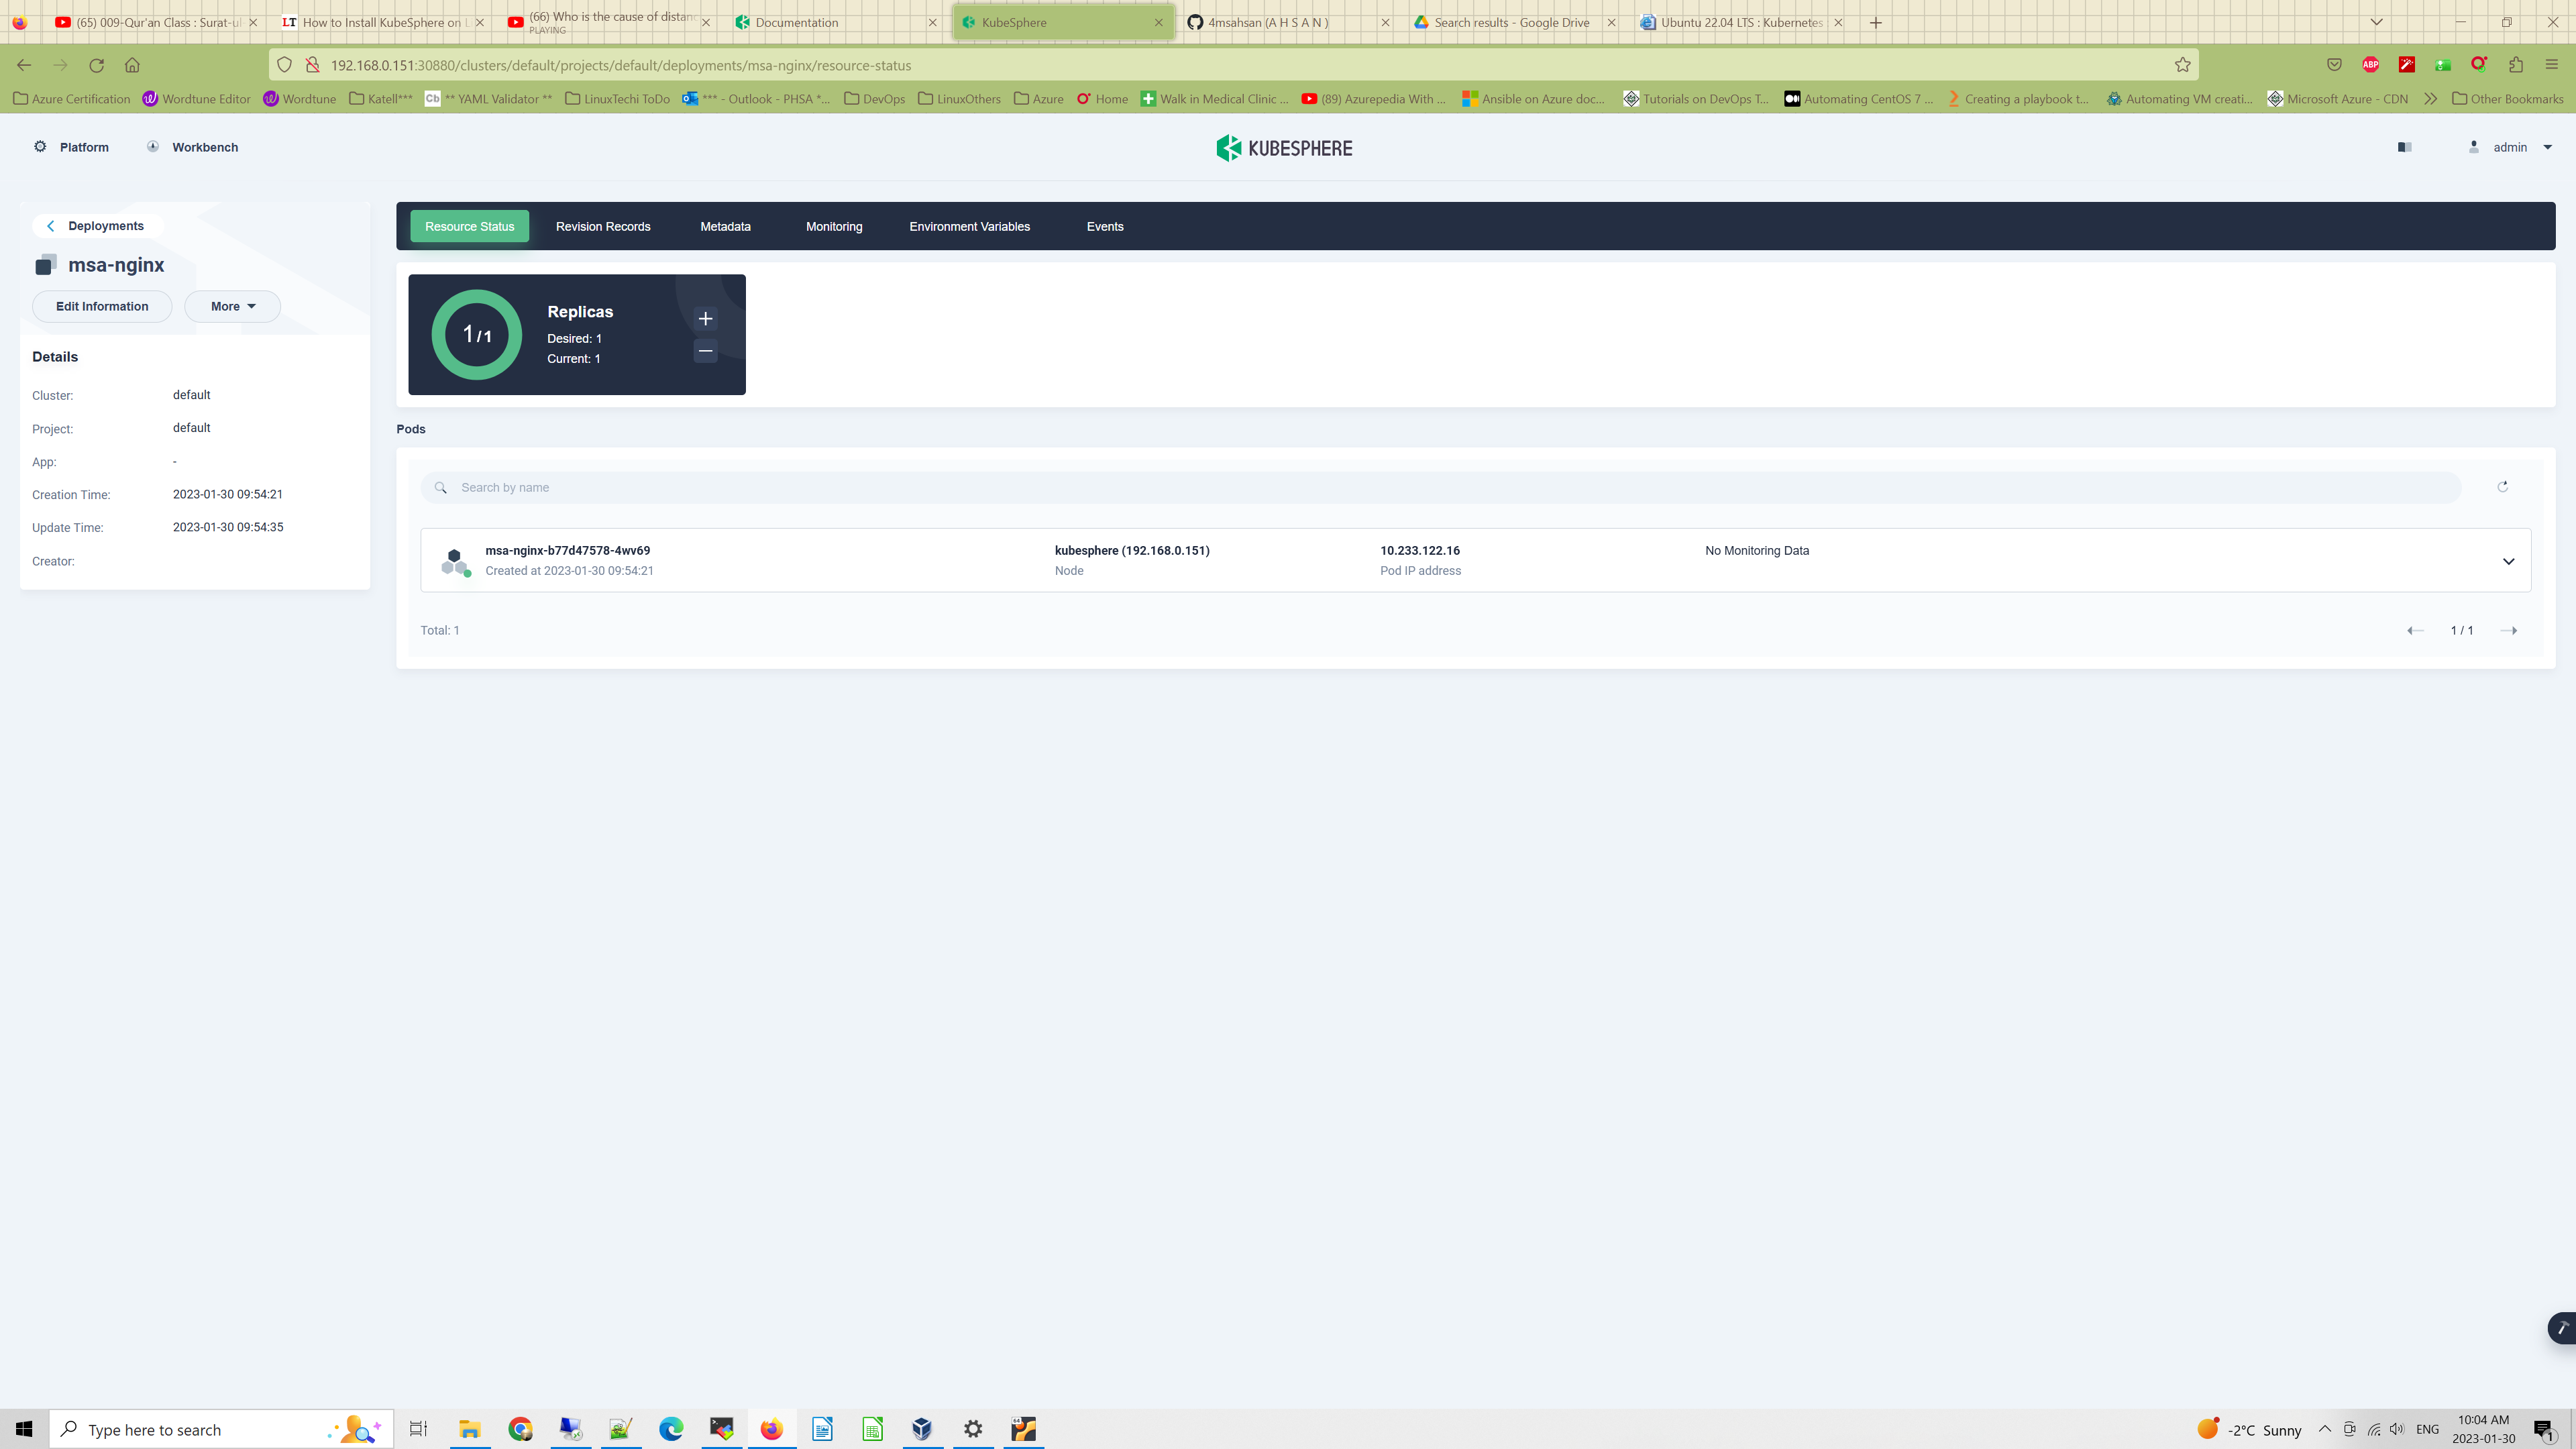 (65) 009-Qur'an Class : Surat-ul-
How to Install KubeSphere on L
(66) Who is the cause of distanc
PLAYING
Documentation
KubeSphere
4msahsan (A H S A N )
Search results - Google Drive
Ubuntu 22.04 LTS : Kubernetes :
192.168.0.151:30880/clusters/default/projects/default/deployments/msa-nginx/resource-status
ABP
Azure Certification
Wordtune Editor
Wordtune
Katell***
Cb
** YAML Validator **
LinuxTechi ToDo
*** - Outlook - PHSA *...
DevOps
LinuxOthers
Azure
Home
Walk in Medical Clinic ...
(89) Azurepedia With ...
Ansible on Azure doc...
Tutorials on DevOps T...
Automating CentOS 7 ...
Creating a playbook t...
Automating VM creati...
Microsoft Azure - CDN
Other Bookmarks
Platform
Workbench
KUBESPHERE
admin
Deployments
msa-nginx
Edit Information
More
Details
Cluster: default
Project: default
App: -
Creation Time: 2023-01-30 09:54:21
Update Time: 2023-01-30 09:54:35
Creator:
Resource Status
Revision Records
Metadata
Monitoring
Environment Variables
Events
1/1
Replicas
Desired: 1
Current: 1
Pods
Search by name
msa-nginx-b77d47578-4wv69
Created at 2023-01-30 09:54:21
kubesphere (192.168.0.151)
Node
10.233.122.16
Pod IP address
No Monitoring Data
Total: 1
1 / 1
Type here to search
-2°C Sunny
ENG
10:04 AM
2023-01-30
1